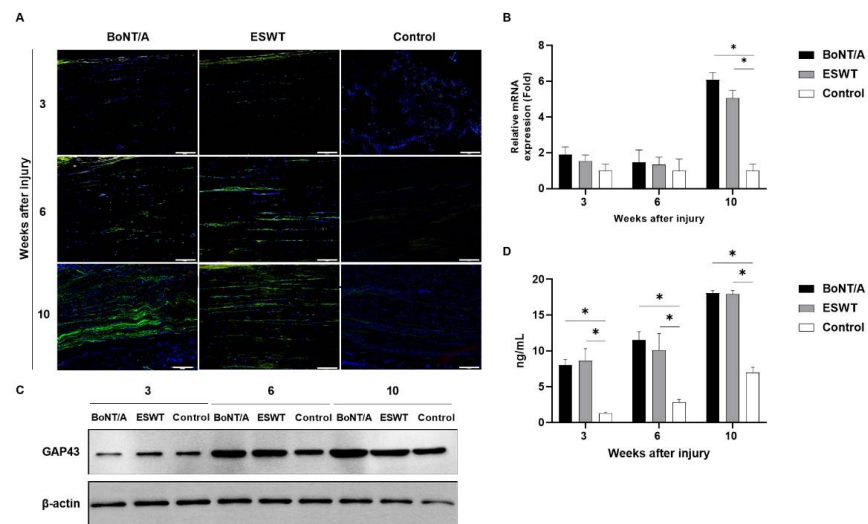 A
BoNT/A ESWT Control
Weeks after injury
3
6
10
B
Relative mRNA
expression (Fold)
8
6
4
2
0
* *
3 6 10
Weeks after injury
BoNT/A
ESWT
Control
C
3 6 10
BoNT/A ESWT Control BoNT/A ESWT Control BoNT/A ESWT Control
GAP43
β-actin
D
ng/mL
20
15
10
5
0
* * * * * *
3 6 10
Weeks after injury
BoNT/A
ESWT
Control